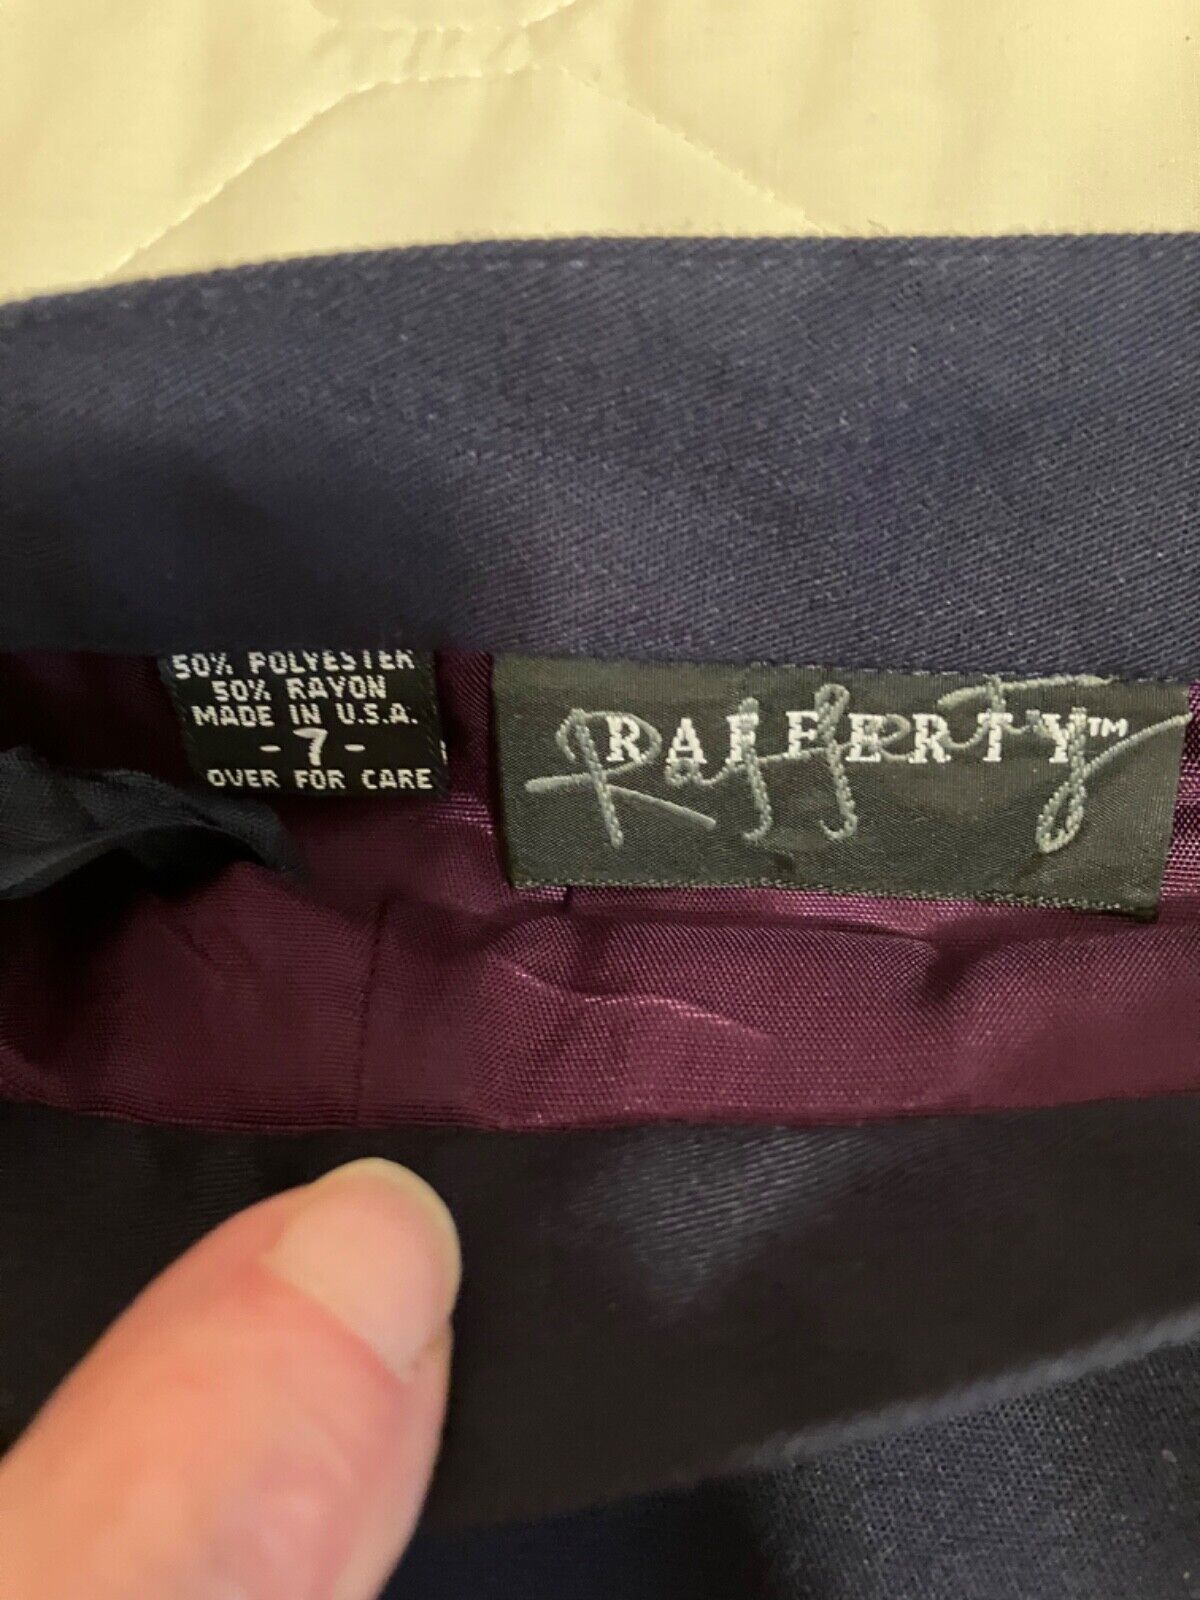 50% POLYESTER
50% RAYON
MADE IN U.S.A.
- 7 -
OVER FOR CARE
RAFFERTY™
Rafferty